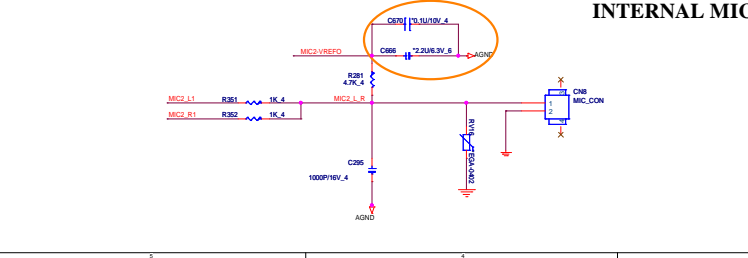 INTERNAL MIC
C670 *0.1U/10V_4
MIC2-VREFO
C666 *2.2U/6.3V_6
AGND
R281
4.7K_4
MIC2_L1 R351 1K_4
MIC2_L_R
MIC2_R1 R352 1K_4
CN8
MIC_CON
1
2
RV16
EGA-0402
C295
1000P/16V_4
AGND
5
4